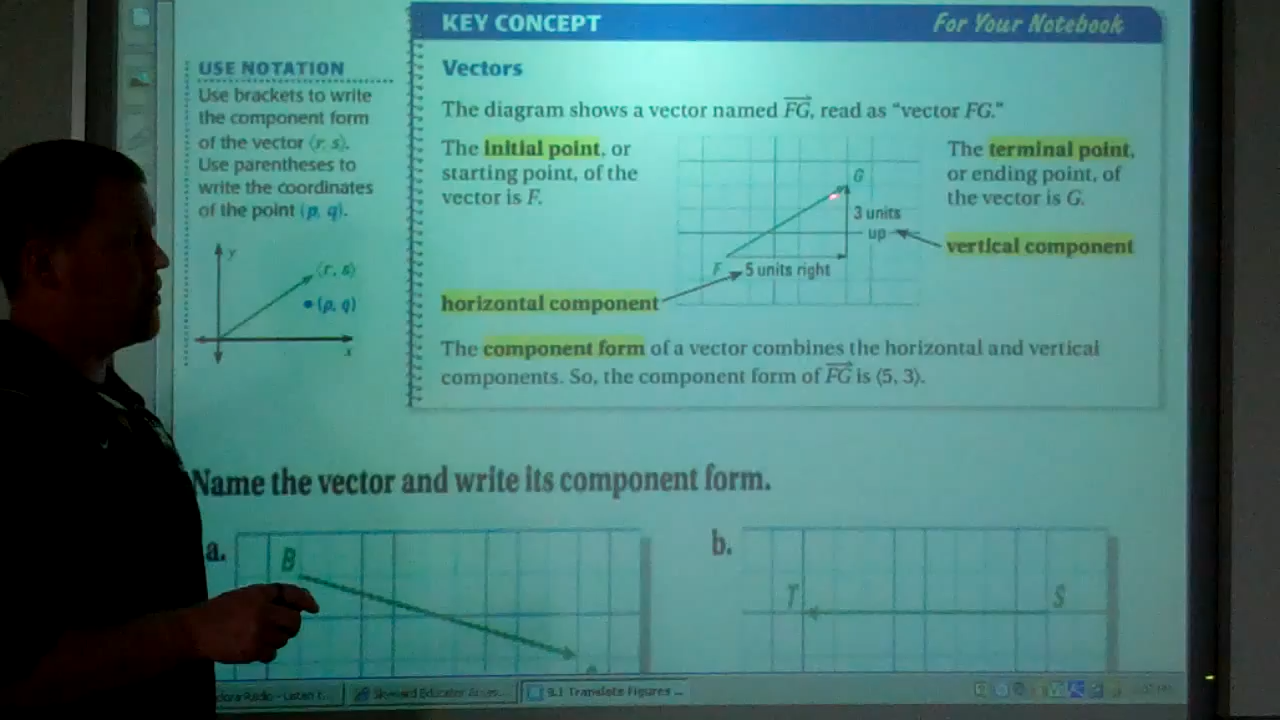 KEY CONCEPT
For Your Notebook
USE NOTATION
Use brackets to write
the component form
of the vector ⟨r, s⟩.
Use parentheses to
write the coordinates
of the point (p, q).
y
⟨r, s⟩
(p, q)
x
Vectors
The diagram shows a vector named FG, read as "vector FG."
The initial point, or
starting point, of the
vector is F.
G
3 units
up
F
5 units right
The terminal point,
or ending point, of
the vector is G.
vertical component
horizontal component
The component form of a vector combines the horizontal and vertical
components. So, the component form of FG is ⟨5, 3⟩.
Name the vector and write its component form.
a.
B
b.
T
S
Skyward Educator
9.1 Translate Figures ...